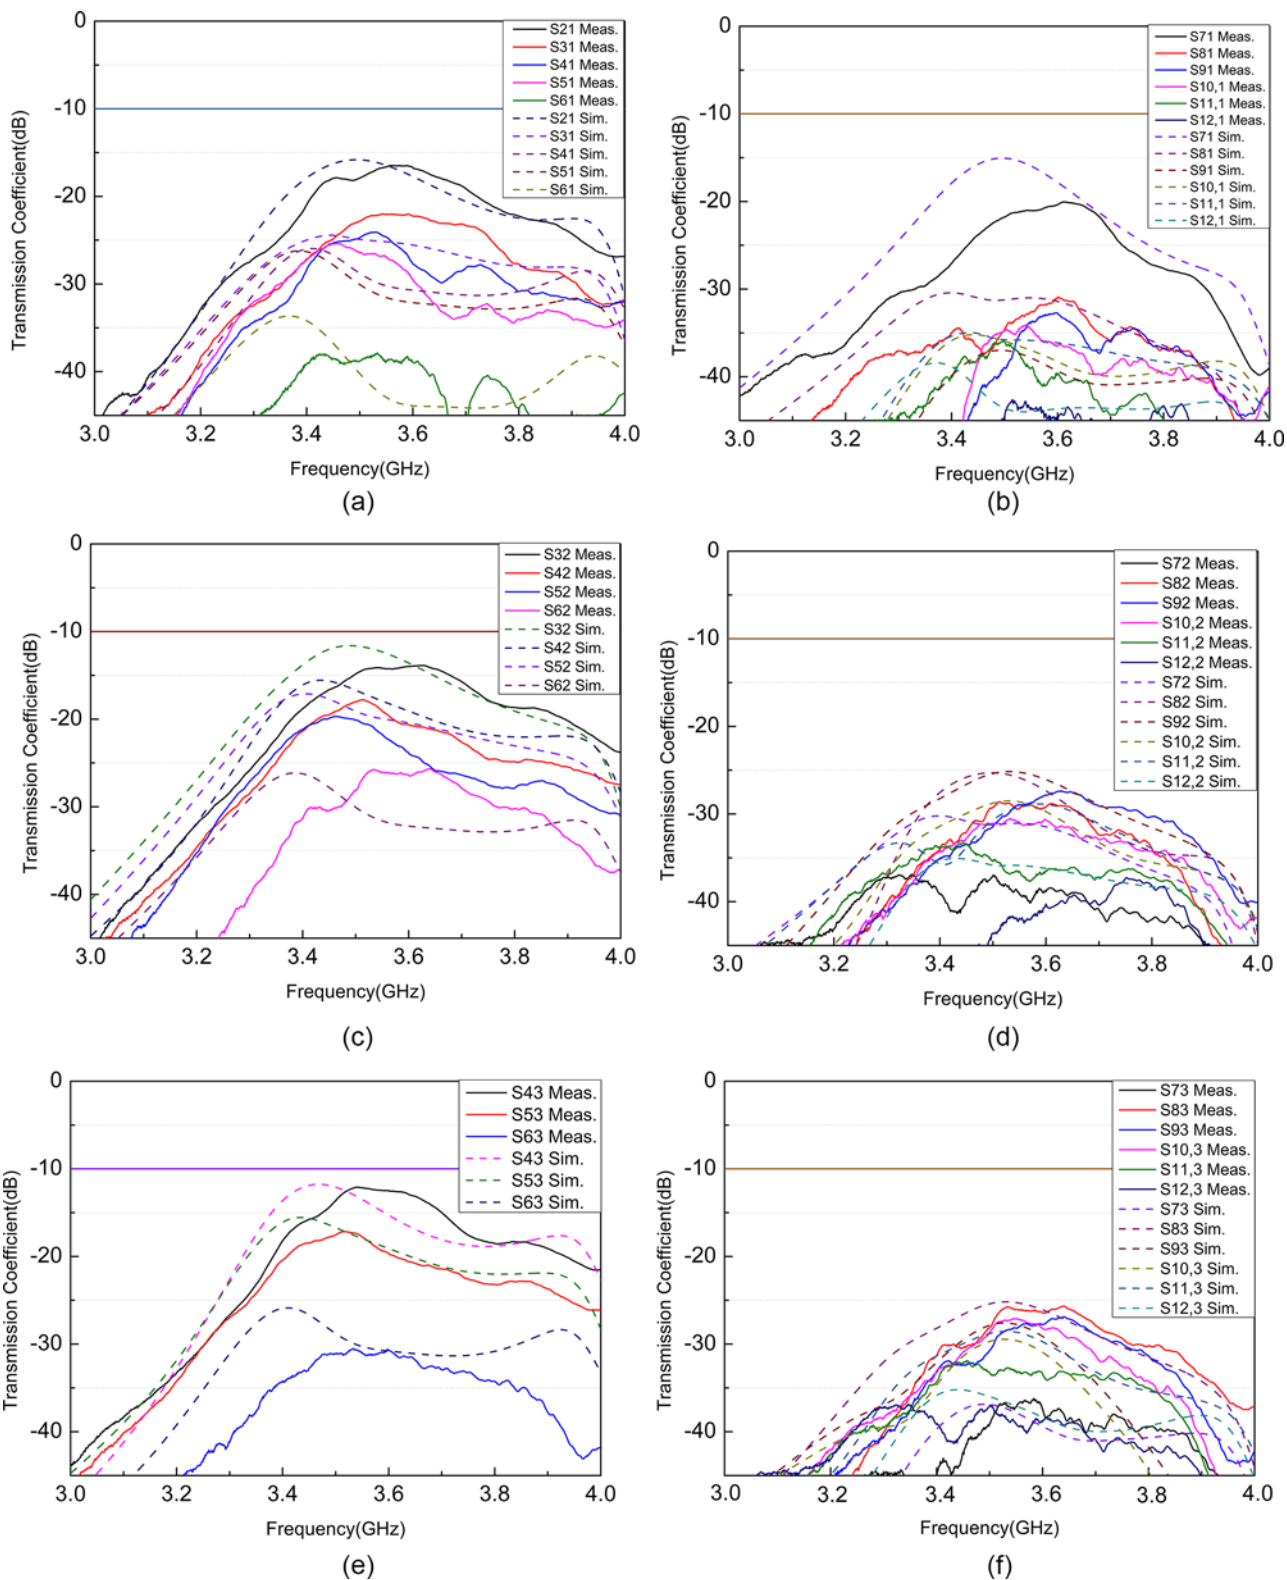 0
-10
-20
-30
-40
Transmission Coefficient(dB)
S21 Meas.
S31 Meas.
S41 Meas.
S51 Meas.
S61 Meas.
S21 Sim.
S31 Sim.
S41 Sim.
S51 Sim.
S61 Sim.
3.0 3.2 3.4 3.6 3.8 4.0
Frequency(GHz)
(a)
0
-10
-20
-30
-40
Transmission Coefficient(dB)
S71 Meas.
S81 Meas.
S91 Meas.
S10,1 Meas.
S11,1 Meas.
S12,1 Meas.
S71 Sim.
S81 Sim.
S91 Sim.
S10,1 Sim.
S11,1 Sim.
S12,1 Sim.
3.0 3.2 3.4 3.6 3.8 4.0
Frequency(GHz)
(b)
0
-10
-20
-30
-40
Transmission Coefficient(dB)
S32 Meas.
S42 Meas.
S52 Meas.
S62 Meas.
S32 Sim.
S42 Sim.
S52 Sim.
S62 Sim.
3.0 3.2 3.4 3.6 3.8 4.0
Frequency(GHz)
(c)
0
-10
-20
-30
-40
Transmission Coefficient(dB)
S72 Meas.
S82 Meas.
S92 Meas.
S10,2 Meas.
S11,2 Meas.
S12,2 Meas.
S72 Sim.
S82 Sim.
S92 Sim.
S10,2 Sim.
S11,2 Sim.
S12,2 Sim.
3.0 3.2 3.4 3.6 3.8 4.0
Frequency(GHz)
(d)
0
-10
-20
-30
-40
Transmission Coefficient(dB)
S43 Meas.
S53 Meas.
S63 Meas.
S43 Sim.
S53 Sim.
S63 Sim.
3.0 3.2 3.4 3.6 3.8 4.0
Frequency(GHz)
(e)
0
-10
-20
-30
-40
Transmission Coefficient(dB)
S73 Meas.
S83 Meas.
S93 Meas.
S10,3 Meas.
S11,3 Meas.
S12,3 Meas.
S73 Sim.
S83 Sim.
S93 Sim.
S10,3 Sim.
S11,3 Sim.
S12,3 Sim.
3.0 3.2 3.4 3.6 3.8 4.0
Frequency(GHz)
(f)